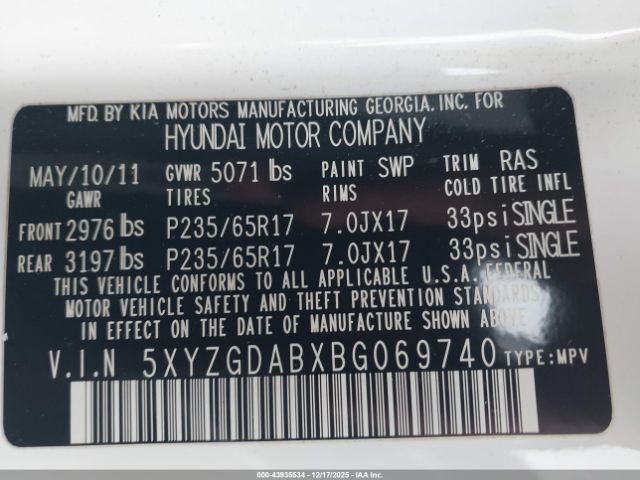 MFD. BY KIA MOTORS MANUFACTURING GEORGIA, INC. FOR
HYUNDAI MOTOR COMPANY
MAY/10/11 GVWR 5071 lbs PAINT SWP TRIM RAS
GAWR TIRES RIMS COLD TIRE INFL
FRONT 2976 lbs P235/65R17 7.0JX17 33psi SINGLE
REAR 3197 lbs P235/65R17 7.0JX17 33psi SINGLE
THIS VEHICLE CONFORMS TO ALL APPLICABLE U.S.A. FEDERAL
MOTOR VEHICLE SAFETY AND THEFT PREVENTION STANDARDS
IN EFFECT ON THE DATE OF MANUFACTURE SHOWN ABOVE.
V.I.N 5XYZGDABXBG069740 TYPE: MPV
000-43935534 - 12/17/2025 - IAA Inc.